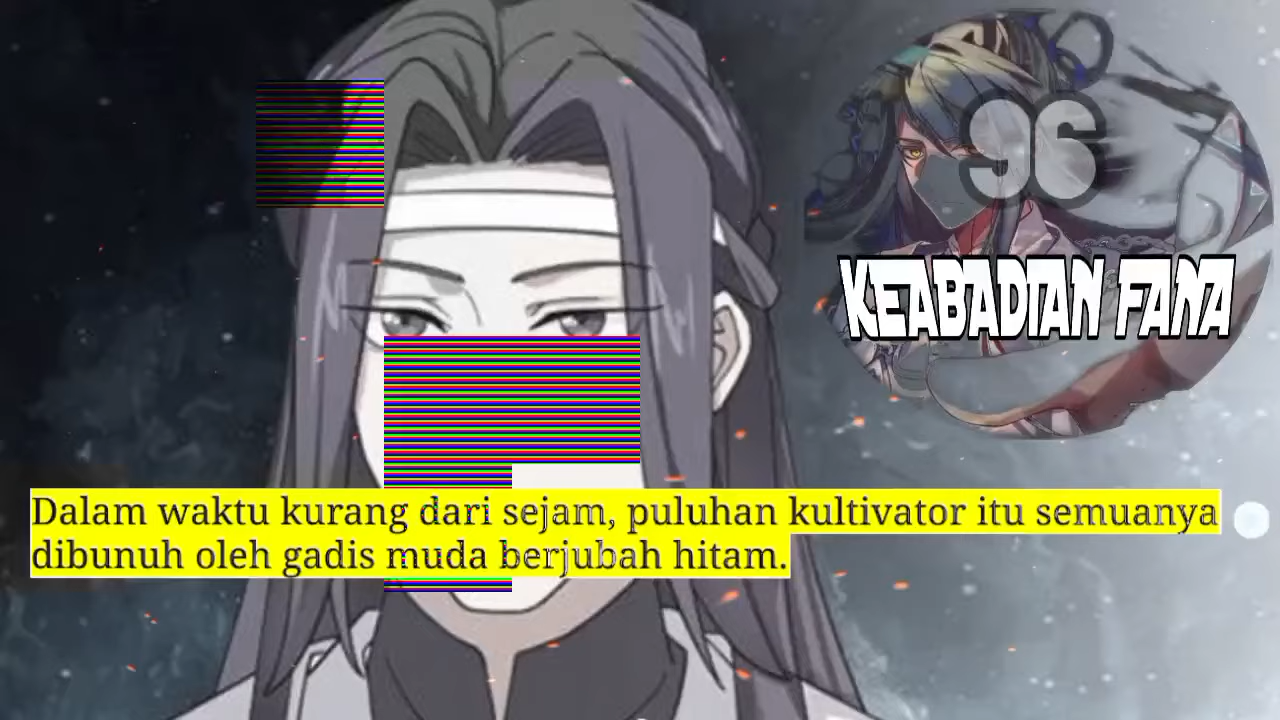 96
KEABADIAN FANA
Dalam waktu kurang dari sejam, puluhan kultivator itu semuanya
dibunuh oleh gadis muda berjubah hitam.